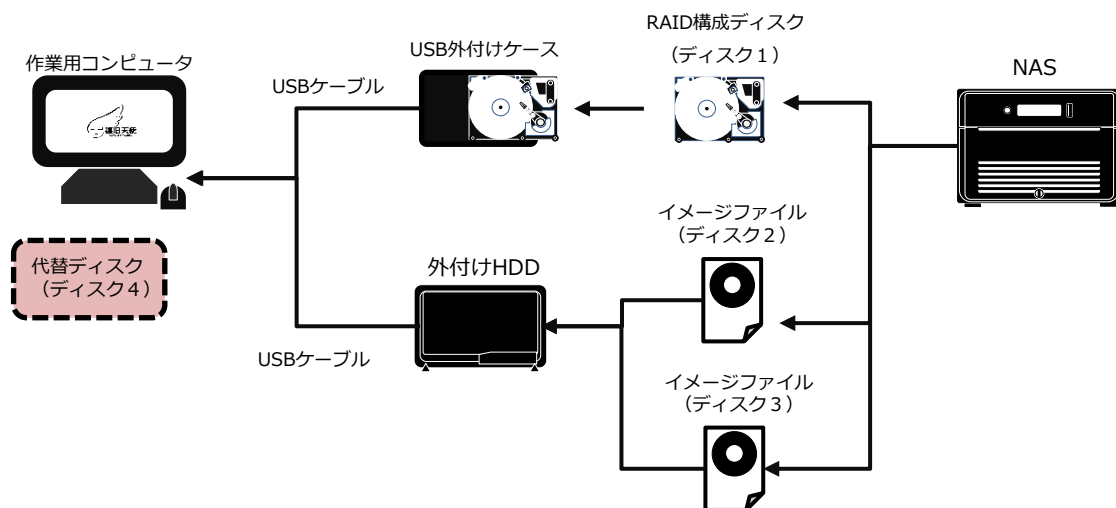 RAID構成ディスク
（ディスク１）
USB外付けケース
作業用コンピュータ
NAS
USBケーブル
復旧天使
イメージファイル
（ディスク２）
代替ディスク
（ディスク４）
外付けHDD
USBケーブル
イメージファイル
（ディスク３）